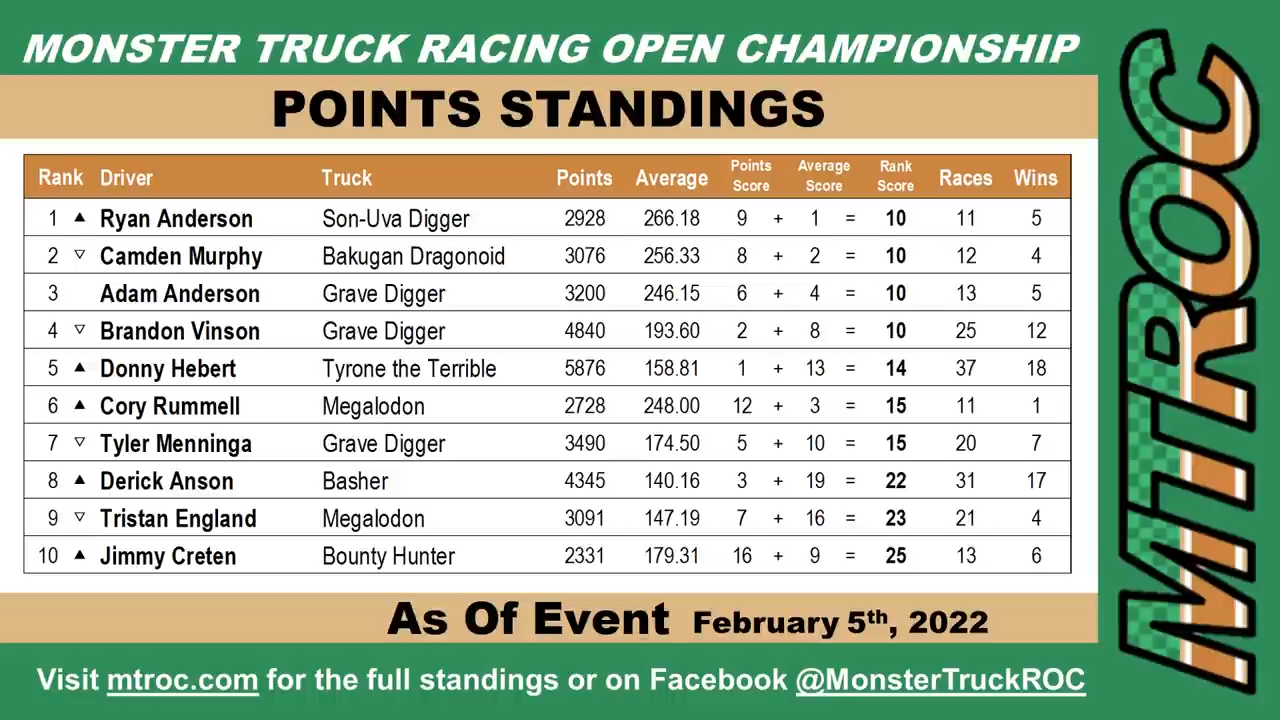 MONSTER TRUCK RACING OPEN CHAMPIONSHIP
POINTS STANDINGS
Rank Driver Truck Points Average Points Score Average Score Rank Score Races Wins
1 ▲ Ryan Anderson Son-Uva Digger 2928 266.18 9 + 1 = 10 11 5
2 ▽ Camden Murphy Bakugan Dragonoid 3076 256.33 8 + 2 = 10 12 4
3 Adam Anderson Grave Digger 3200 246.15 6 + 4 = 10 13 5
4 ▽ Brandon Vinson Grave Digger 4840 193.60 2 + 8 = 10 25 12
5 ▲ Donny Hebert Tyrone the Terrible 5876 158.81 1 + 13 = 14 37 18
6 ▲ Cory Rummell Megalodon 2728 248.00 12 + 3 = 15 11 1
7 ▽ Tyler Menninga Grave Digger 3490 174.50 5 + 10 = 15 20 7
8 ▲ Derick Anson Basher 4345 140.16 3 + 19 = 22 31 17
9 ▽ Tristan England Megalodon 3091 147.19 7 + 16 = 23 21 4
10 ▲ Jimmy Creten Bounty Hunter 2331 179.31 16 + 9 = 25 13 6
As Of Event February 5th, 2022
Visit mtroc.com for the full standings or on Facebook @MonsterTruckROC
MTROC